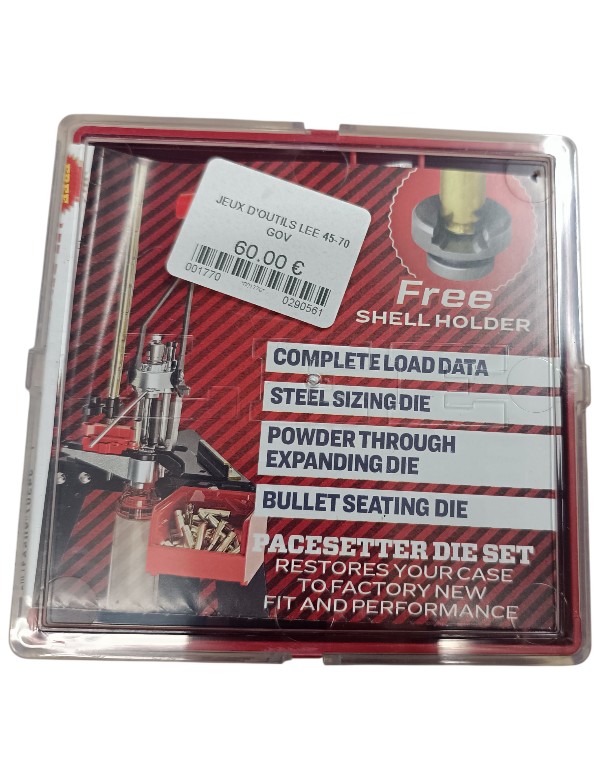 JEUX D'OUTILS LEE 45-70
GOV
60.00 €
001770
0290561
Free
SHELL HOLDER
COMPLETE LOAD DATA
STEEL SIZING DIE
POWDER THROUGH
EXPANDING DIE
BULLET SEATING DIE
PACESETTER DIE SET
RESTORES YOUR CASE
TO FACTORY NEW
FIT AND PERFORMANCE